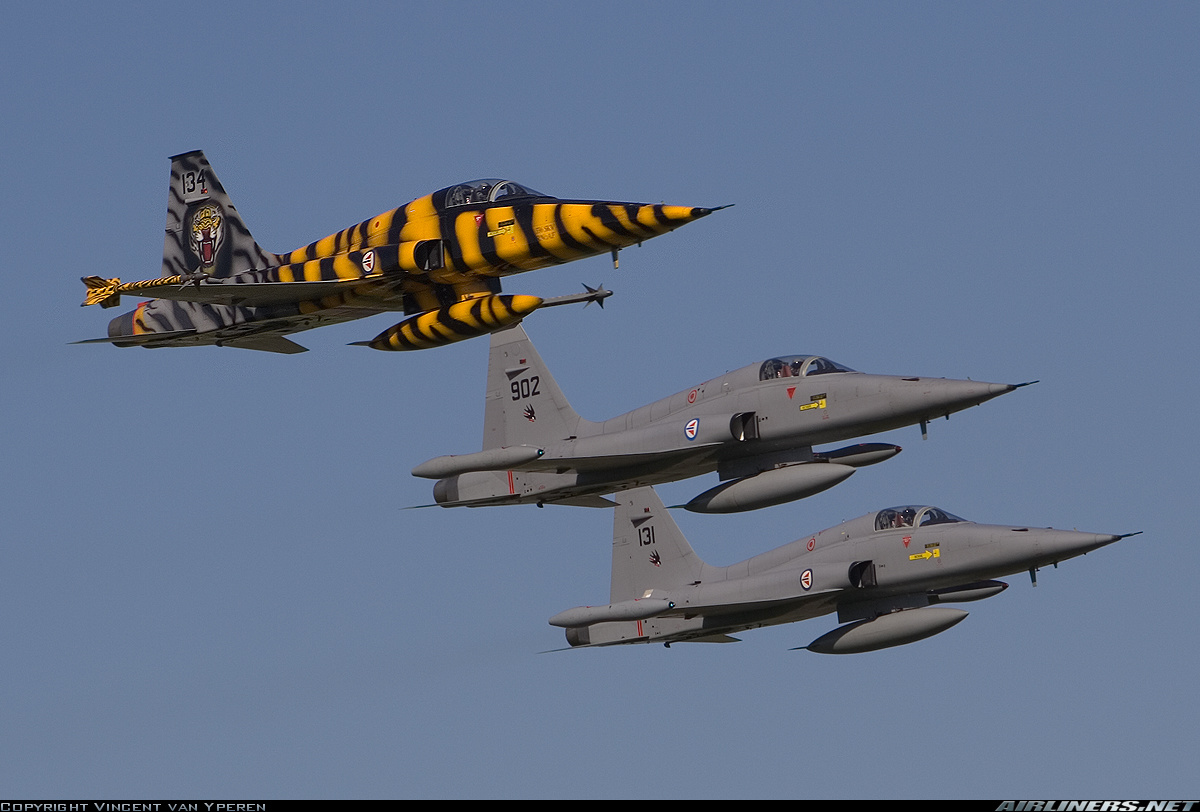 134
902
131
Copyright Vincent van Yperen
AIRLINERS.NET